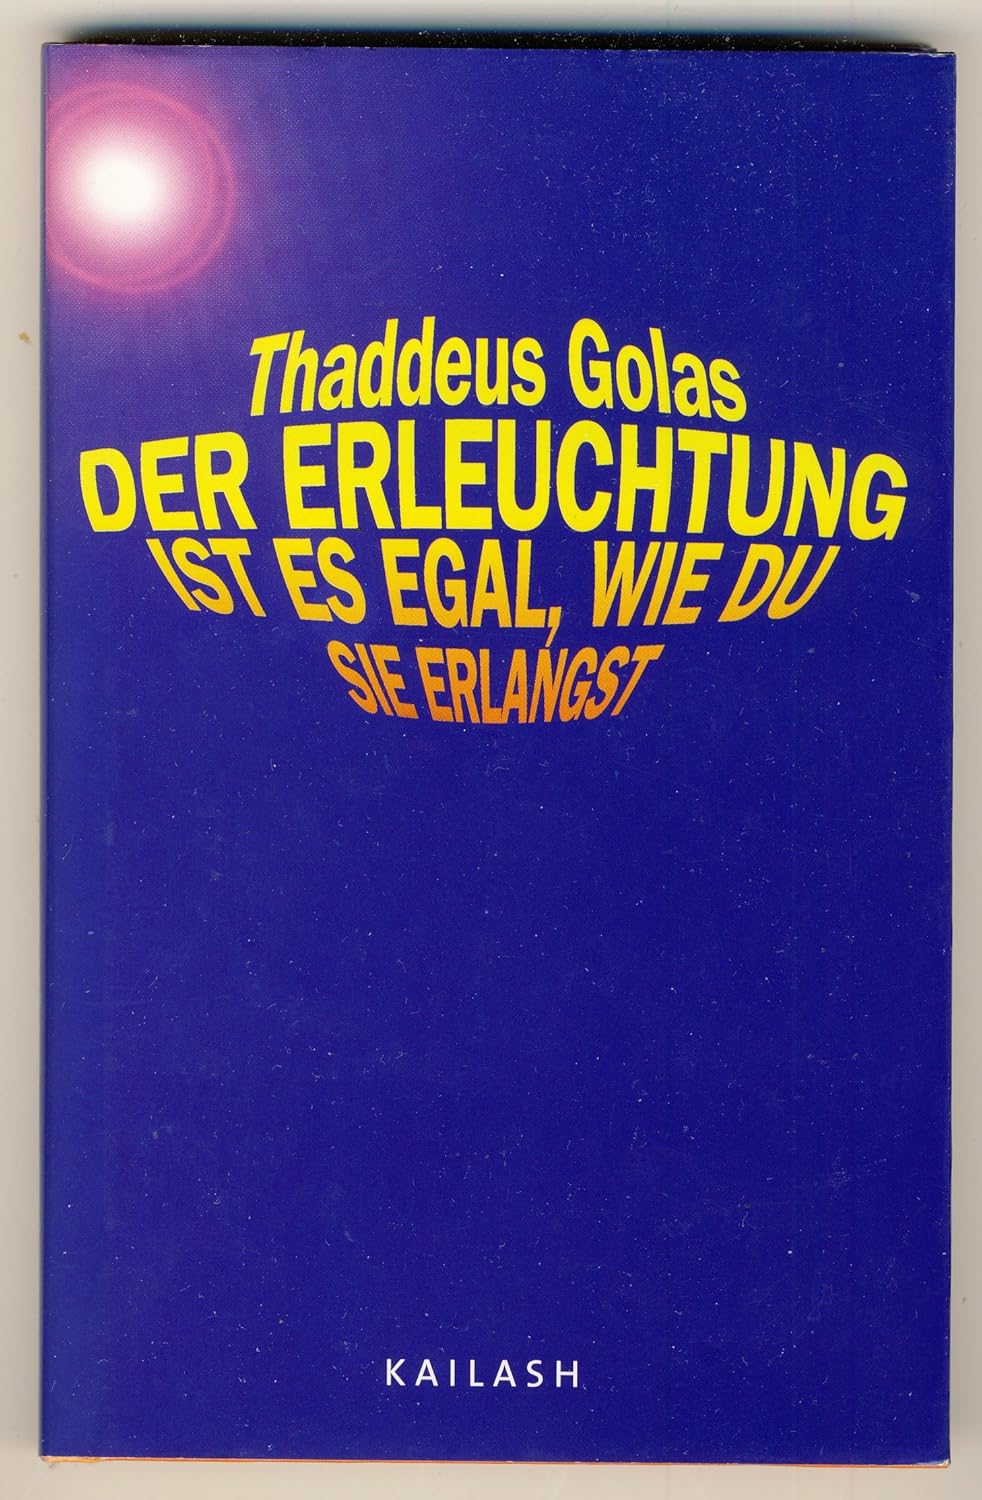 Thaddeus Golas
DER ERLEUCHTUNG
IST ES EGAL, WIE DU
SIE ERLANGST
KAILASH